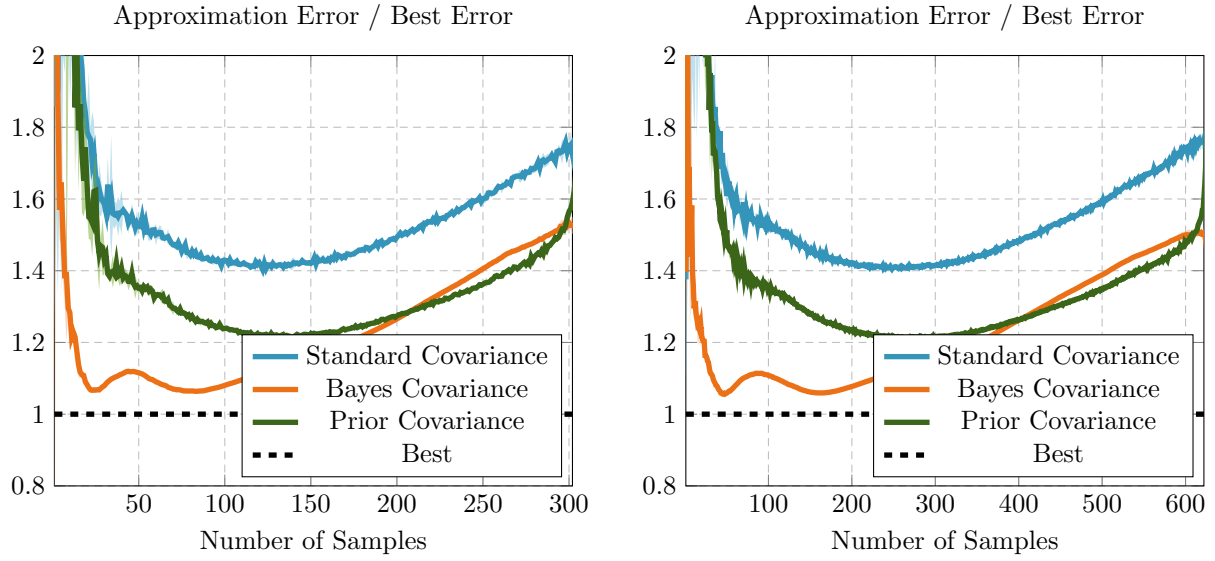 Approximation Error / Best Error
2
1.8
1.6
1.4
1.2
1
0.8
Standard Covariance
Bayes Covariance
Prior Covariance
Best
50 100 150 200 250 300
Number of Samples
Approximation Error / Best Error
2
1.8
1.6
1.4
1.2
1
0.8
Standard Covariance
Bayes Covariance
Prior Covariance
Best
100 200 300 400 500 600
Number of Samples